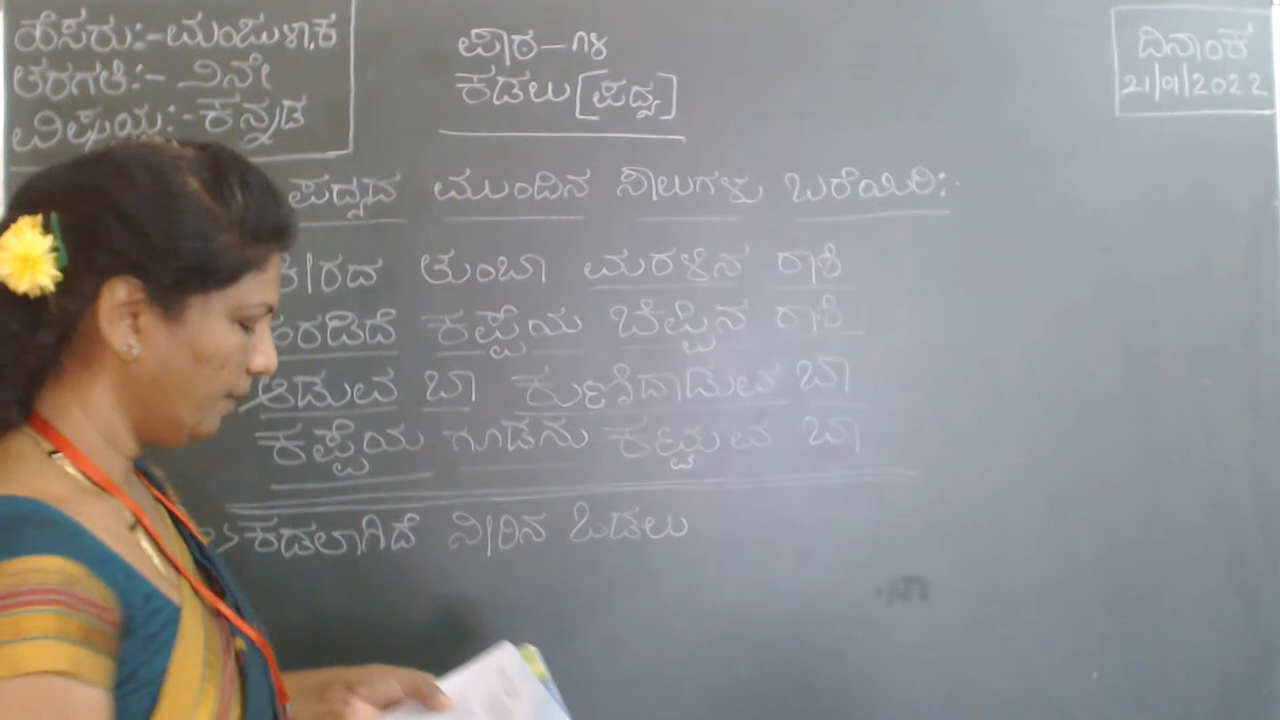 ಹೆಸರು:-ಮಂಜುಳಾ.ಕ
ತರಗತಿ:- ೨ನೇ
ವಿಷಯ:-ಕನ್ನಡ
ಪಾಠ-೧೪
ಕಡಲು[ಪದ್ಯ]
ದಿನಾಂಕ
21/01/2022
ಪದ್ಯದ ಮುಂದಿನ ಸಾಲುಗಳು ಬರೆಯಿರಿ:-
ತೀರದ ತುಂಬಾ ಮರಳಿನ ರಾಶಿ
ಹರಡಿದೆ ಕಪ್ಪೆಯ ಚಿಪ್ಪಿನ ರಾಶಿ
ಆಡುವ ಬಾ ಕುಣಿದಾಡುವ ಬಾ
ಕಪ್ಪೆಯ ಗೂಡನು ಕಟ್ಟುವ ಬಾ
ಕಡಲಾಗಿದೆ ನೀರಿನ ಒಡಲು